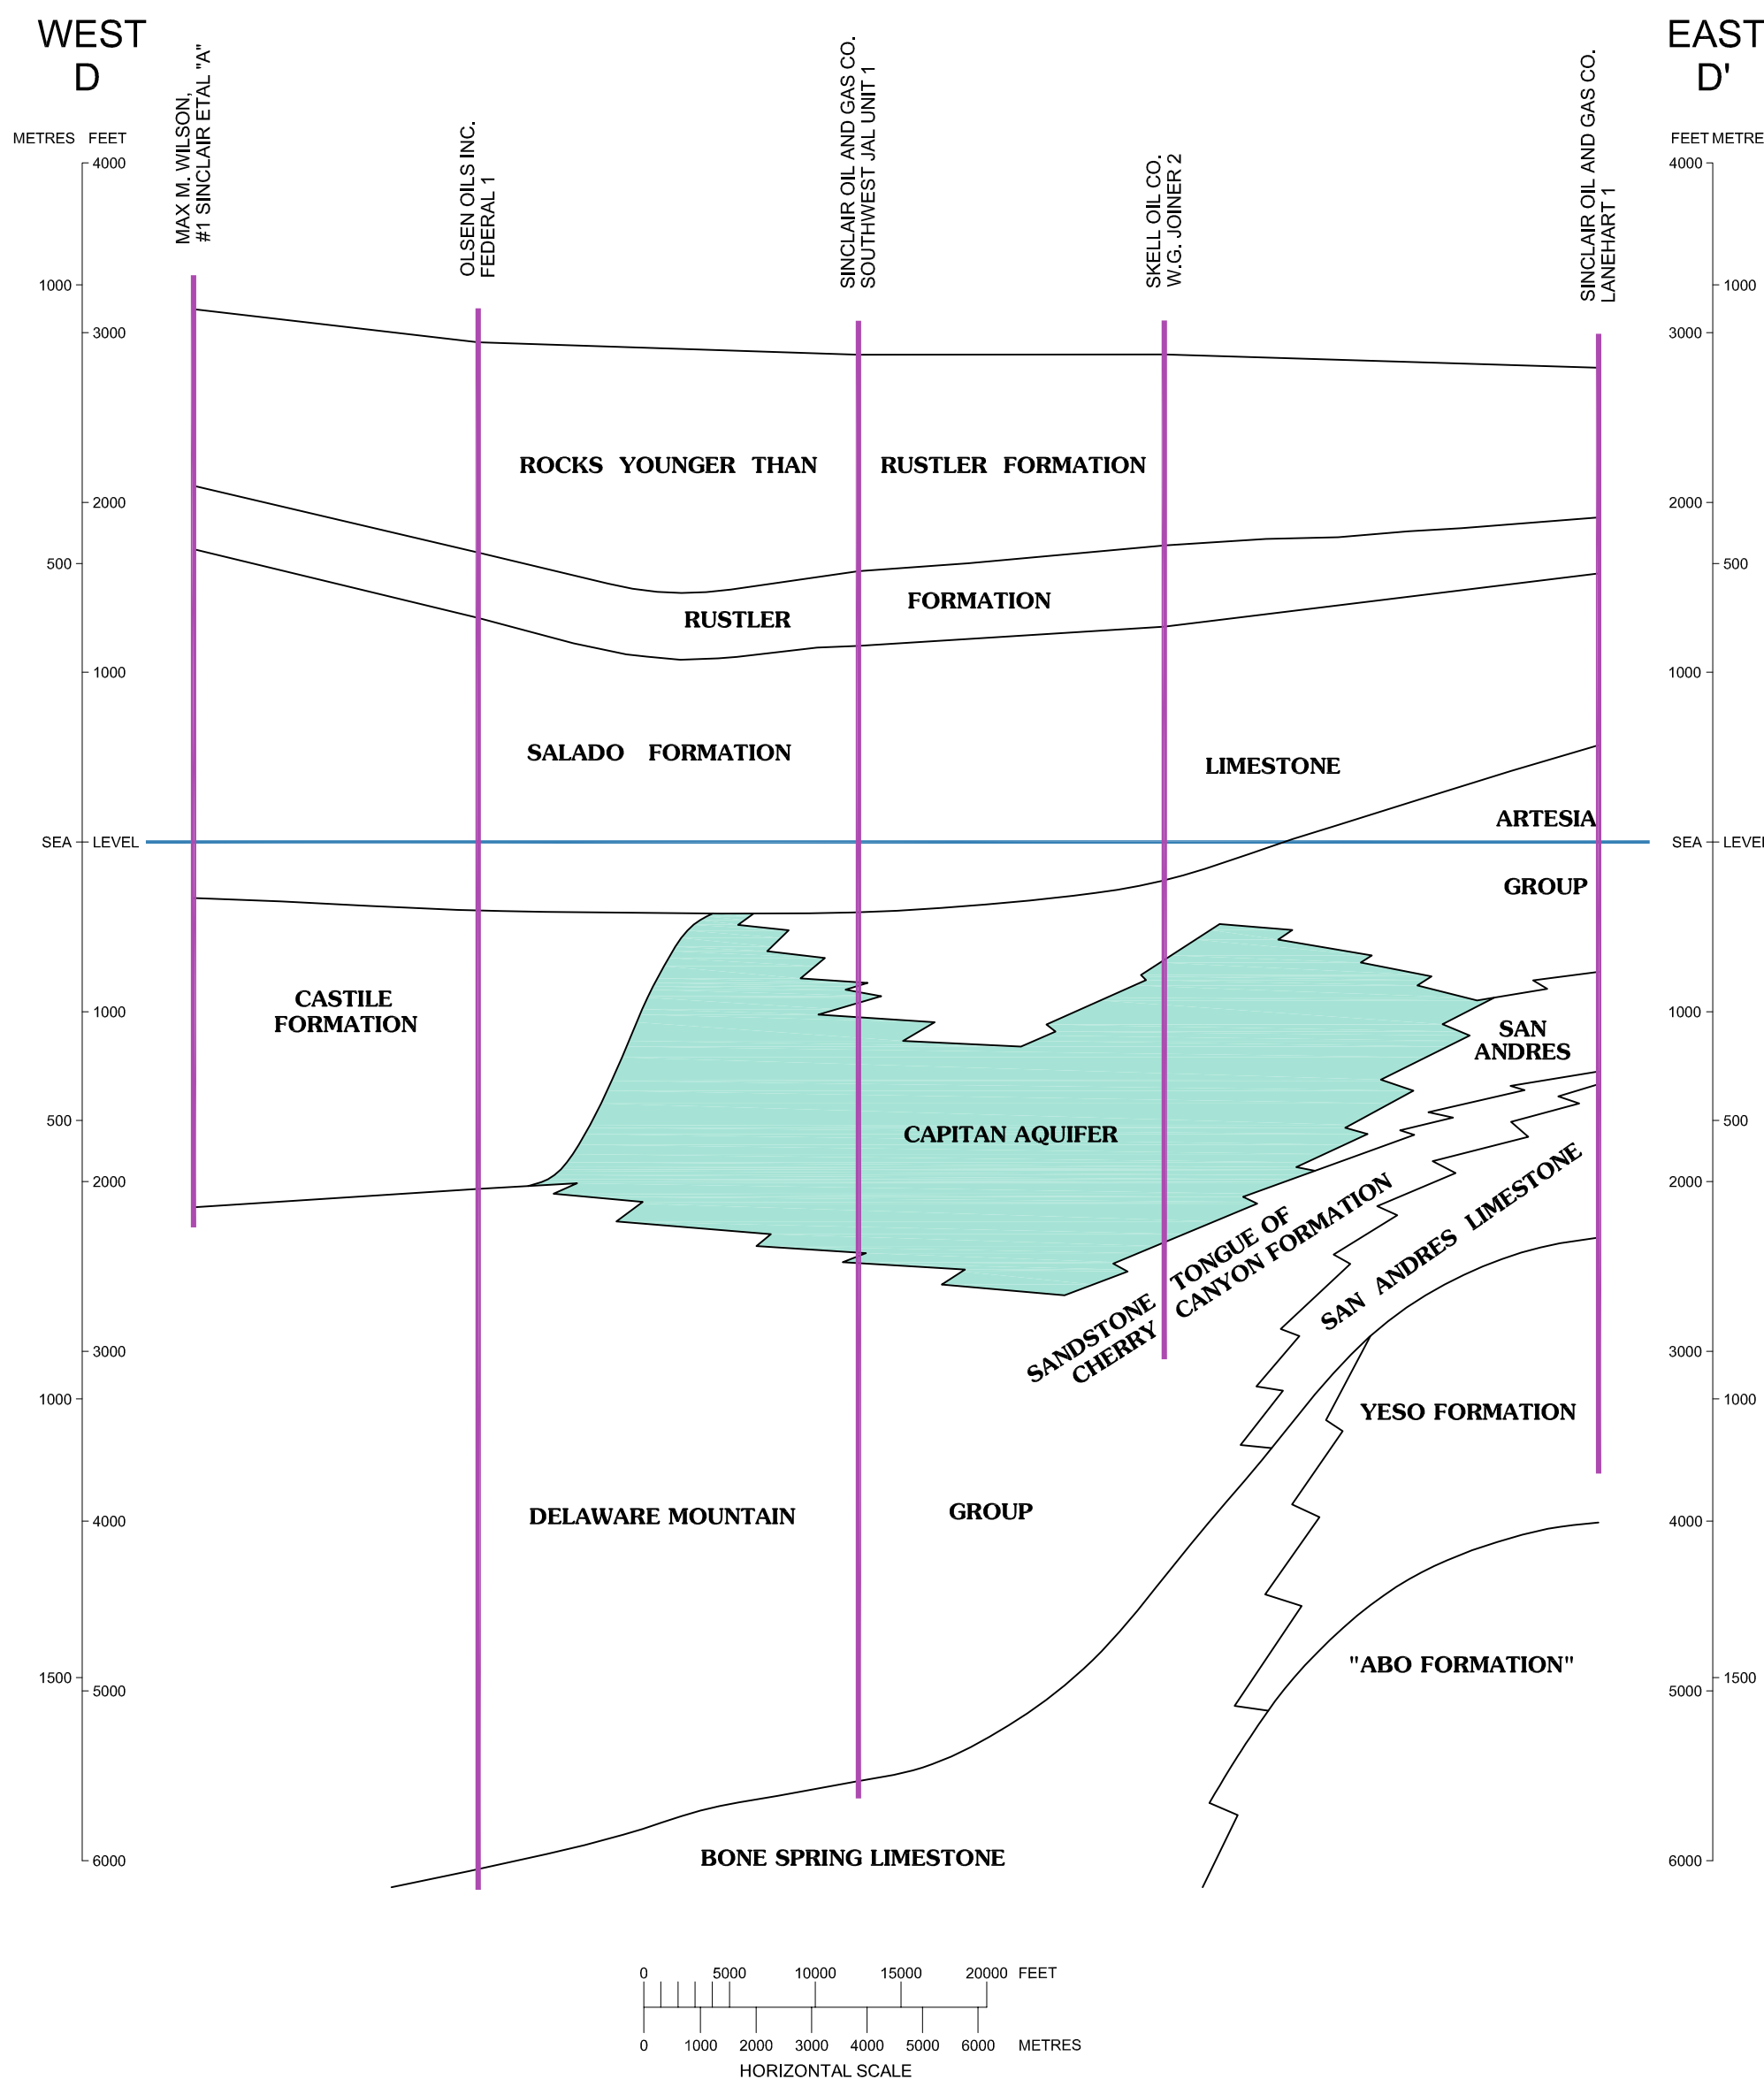 WEST
D
EAST
D'
MAX M. WILSON,
#1 SINCLAIR ETAL "A"
OLSEN OILS INC.
FEDERAL 1
SINCLAIR OIL AND GAS CO.
SOUTHWEST JAL UNIT 1
SKELL OIL CO.
W.G. JOINER 2
SINCLAIR OIL AND GAS CO.
LANEHART 1
METRES FEET
4000
1000
3000
2000
500
1000
SEA LEVEL
1000
500
2000
3000
1000
4000
1500
5000
6000
FEET METRE
4000
1000
3000
2000
500
1000
SEA LEVEL
1000
500
2000
3000
1000
4000
1500
5000
6000
ROCKS YOUNGER THAN RUSTLER FORMATION
RUSTLER FORMATION
SALADO FORMATION
LIMESTONE
ARTESIA
GROUP
CASTILE
FORMATION
SAN
ANDRES
CAPITAN AQUIFER
SANDSTONE TONGUE OF
CHERRY CANYON FORMATION
SAN ANDRES LIMESTONE
YESO FORMATION
DELAWARE MOUNTAIN GROUP
"ABO FORMATION"
BONE SPRING LIMESTONE
0 5000 10000 15000 20000 FEET
0 1000 2000 3000 4000 5000 6000 METRES
HORIZONTAL SCALE